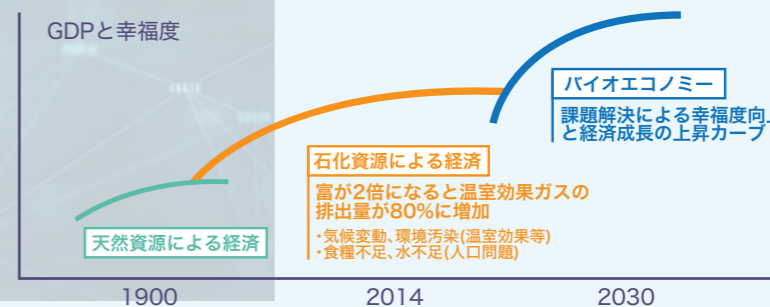 GDPと幸福度
バイオエコノミー
課題解決による幸福度向
と経済成長の上昇カーブ
石化資源による経済
富が2倍になると温室効果ガスの
排出量が80%に増加
・気候変動、環境汚染(温室効果等)
・食糧不足、水不足(人口問題)
天然資源による経済
1900
2014
2030